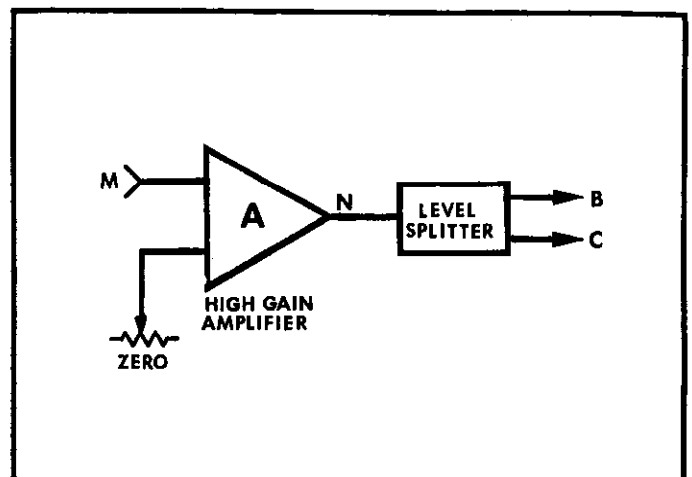 M
A
N
LEVEL
SPLITTER
B
C
HIGH GAIN
AMPLIFIER
ZERO